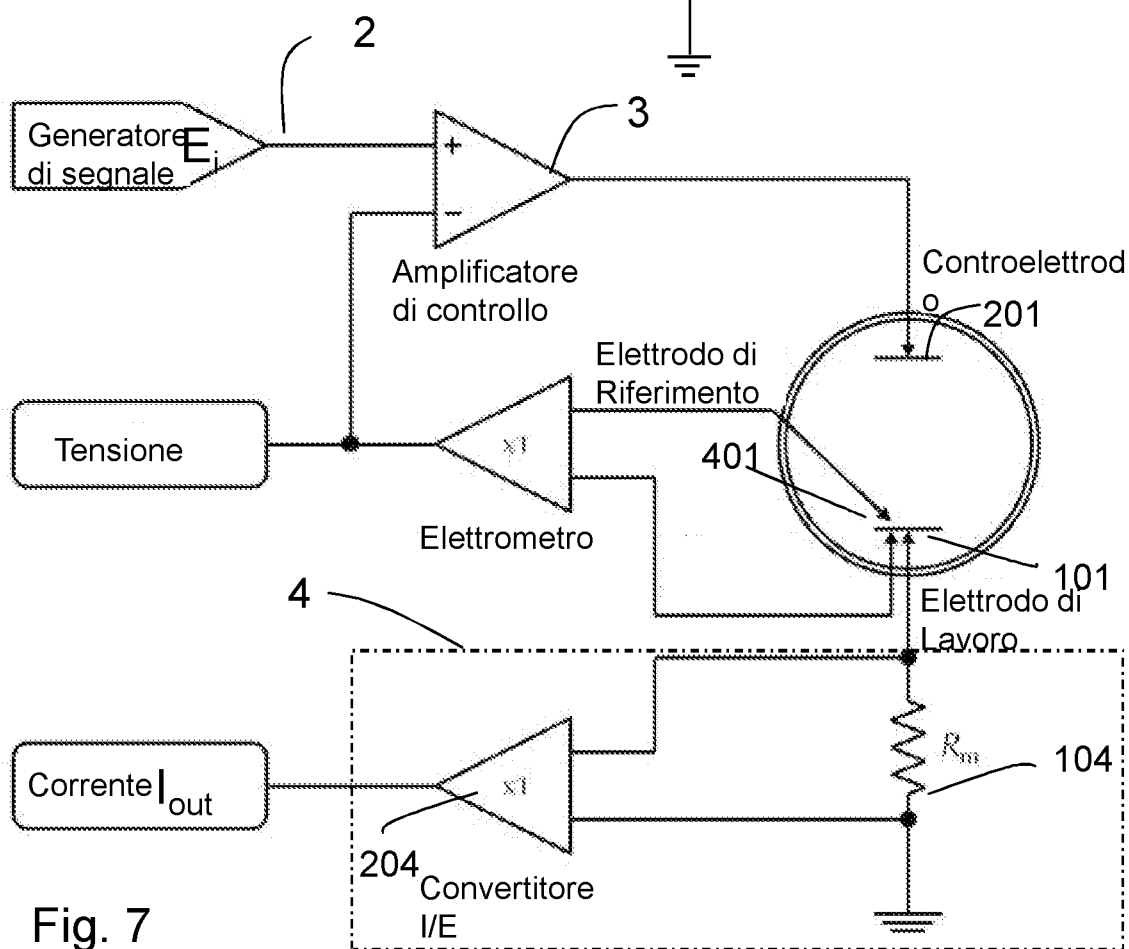 2
3
Generatore
di segnale
E i
+
−
Amplificatore
di controllo
Controelettrod
o
201
Elettrodo di
Riferimento
Tensione
x1
401
Elettrometro
101
Elettrodo di
Lavoro
4
Corrente I out
x1
R m
104
204
Convertitore
I/E
Fig. 7